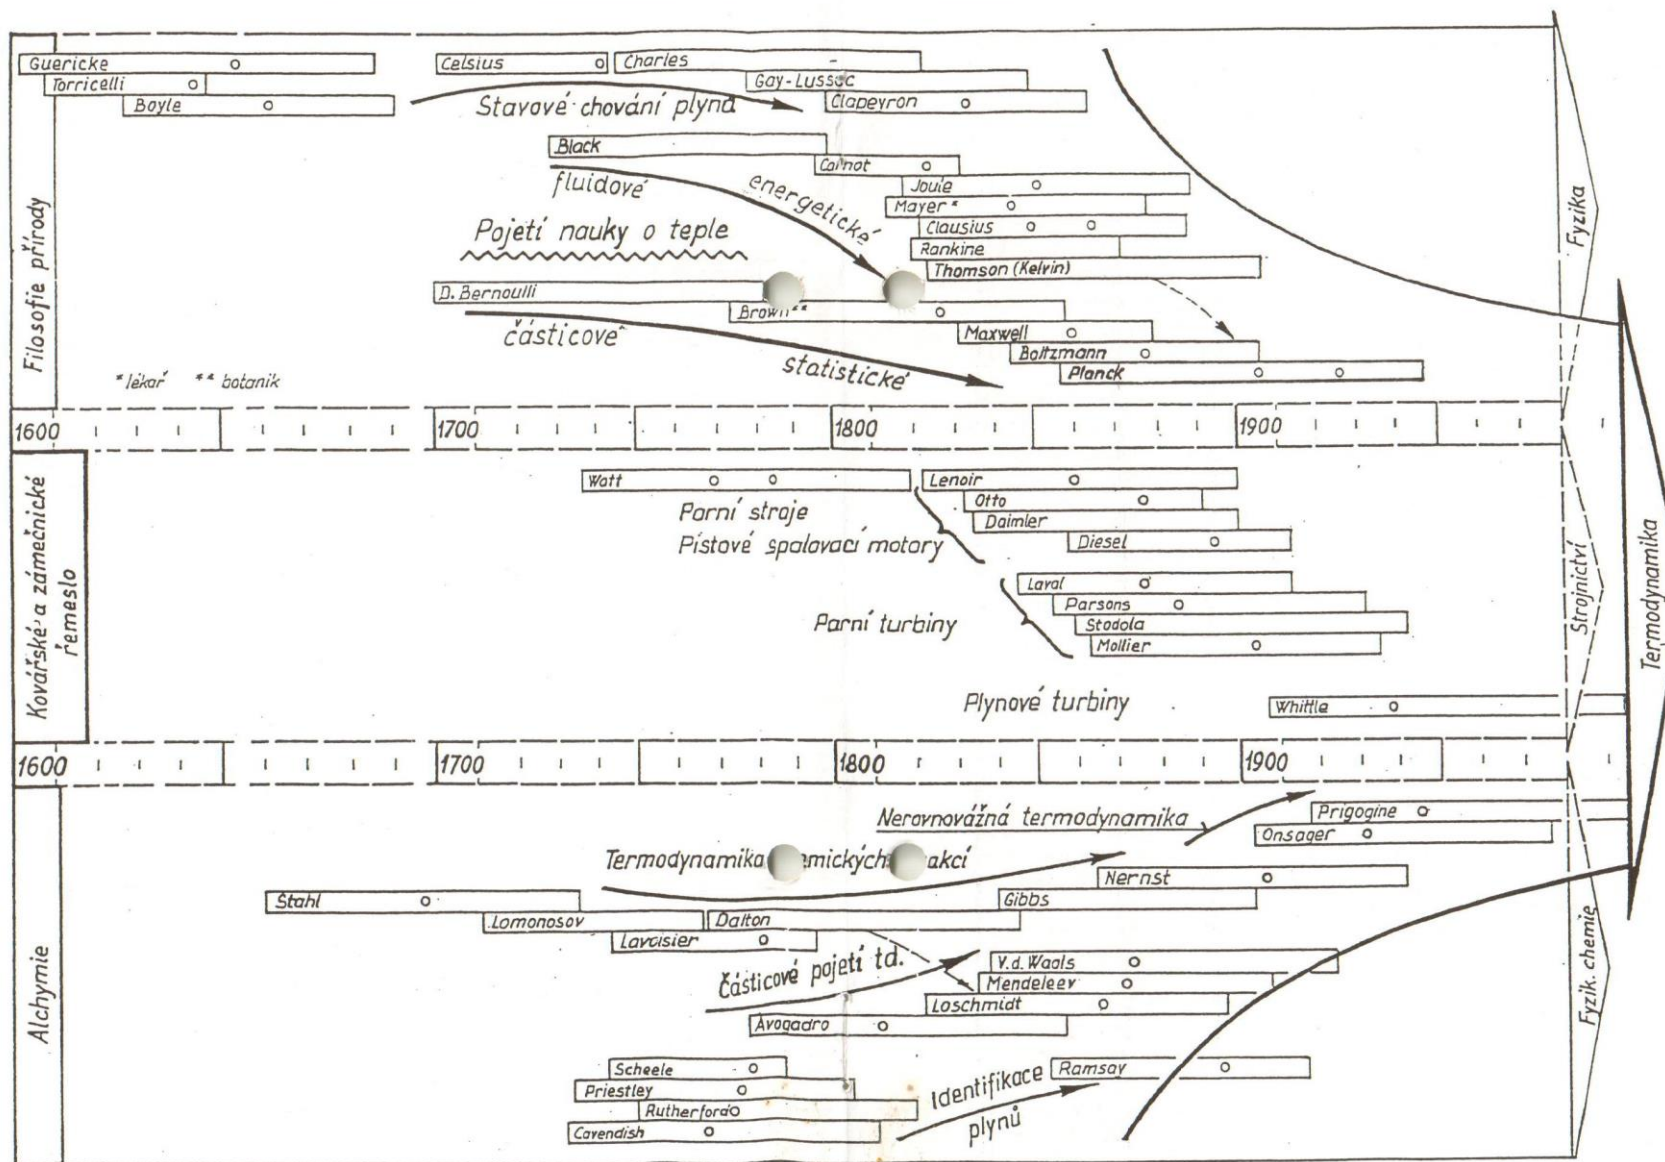 Filosofie přírody
Guericke
Torricelli
Boyle
Celsius
Charles
Gay-Lussac
Clapeyron
Stavové chování plynů
Black
Carnot
Joule
Mayer*
Clausius
Rankine
Thomson (Kelvin)
fluidové
energetické
Pojetí nauky o teple
D. Bernoulli
Brown**
Maxwell
Boltzmann
Planck
částicové
statistické
*lékař ** botanik
Fyzika
1600 1700 1800 1900
Kovářské a zámečnické
řemeslo
Watt
Lenoir
Otto
Daimler
Diesel
Parní stroje
Pístové spalovací motory
Laval
Parsons
Stodola
Mollier
Parní turbiny
Plynové turbiny
Whittle
Strojnictví
Termodynamika
1600 1700 1800 1900
Alchymie
Nerovnovážná termodynamika
Prigogine
Onsager
Termodynamika
Nernst
Gibbs
Stahl
Lomonosov
Dalton
Lavoisier
Částicové pojetí td.
V.d.Waals
Mendeleev
Loschmidt
Avogadro
Scheele
Priestley
Rutherford
Cavendish
Ramsay
Identifikace
plynů
Fyzik. chemie